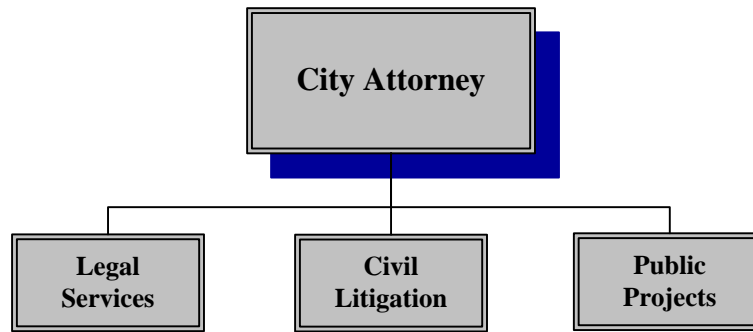 City Attorney
Legal
Services
Civil
Litigation
Public
Projects